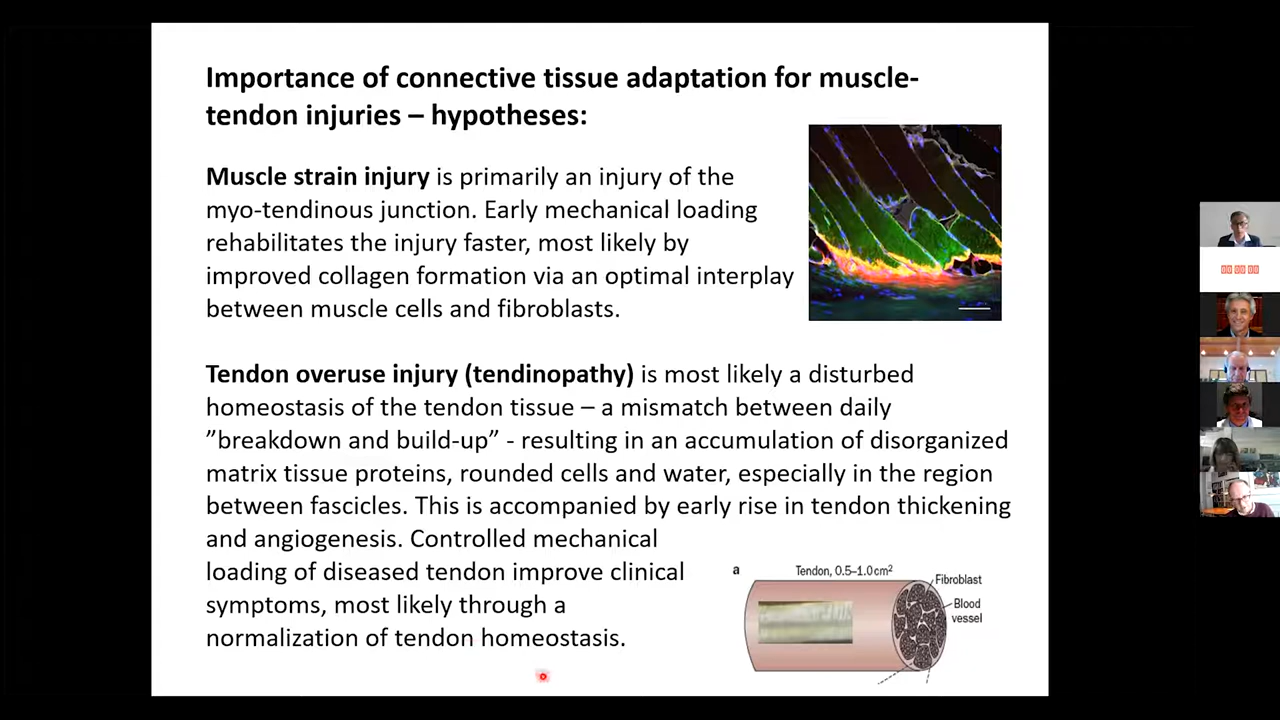 Importance of connective tissue adaptation for muscle-
tendon injuries – hypotheses:
Muscle strain injury is primarily an injury of the
myo-tendinous junction. Early mechanical loading
rehabilitates the injury faster, most likely by
improved collagen formation via an optimal interplay
between muscle cells and fibroblasts.
Tendon overuse injury (tendinopathy) is most likely a disturbed
homeostasis of the tendon tissue – a mismatch between daily
”breakdown and build-up” - resulting in an accumulation of disorganized
matrix tissue proteins, rounded cells and water, especially in the region
between fascicles. This is accompanied by early rise in tendon thickening
and angiogenesis. Controlled mechanical
loading of diseased tendon improve clinical
symptoms, most likely through a
normalization of tendon homeostasis.
a
Tendon, 0.5–1.0cm²
Fibroblast
Blood
vessel